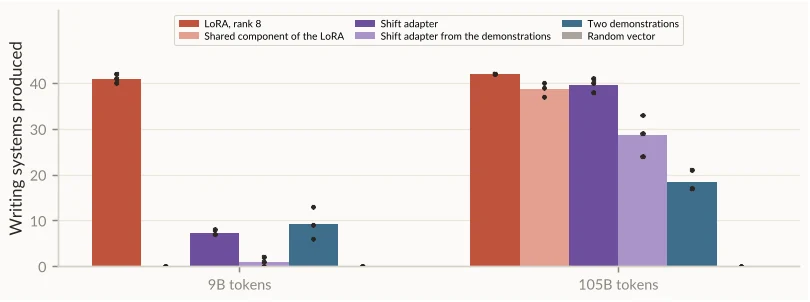 LoRA, rank 8
Shared component of the LoRA
Shift adapter
Shift adapter from the demonstrations
Two demonstrations
Random vector
Writing systems produced
40
30
20
10
0
9B tokens
105B tokens